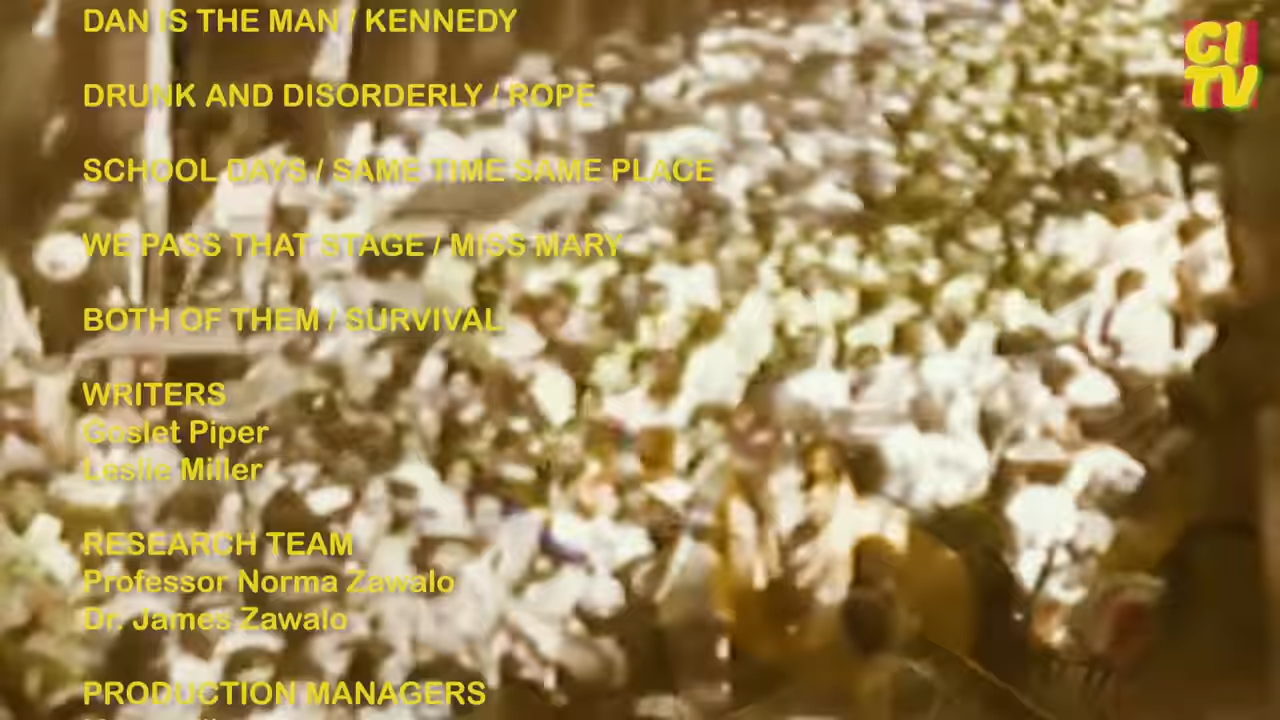 DAN IS THE MAN / KENNEDY
CI
TV
DRUNK AND DISORDERLY / ROPE
SCHOOL DAYS / SAME TIME SAME PLACE
WE PASS THAT STAGE / MISS MARY
BOTH OF THEM / SURVIVAL
WRITERS
Goslet Piper
Leslie Miller
RESEARCH TEAM
Professor Norma Zawalo
Dr. James Zawalo
PRODUCTION MANAGERS